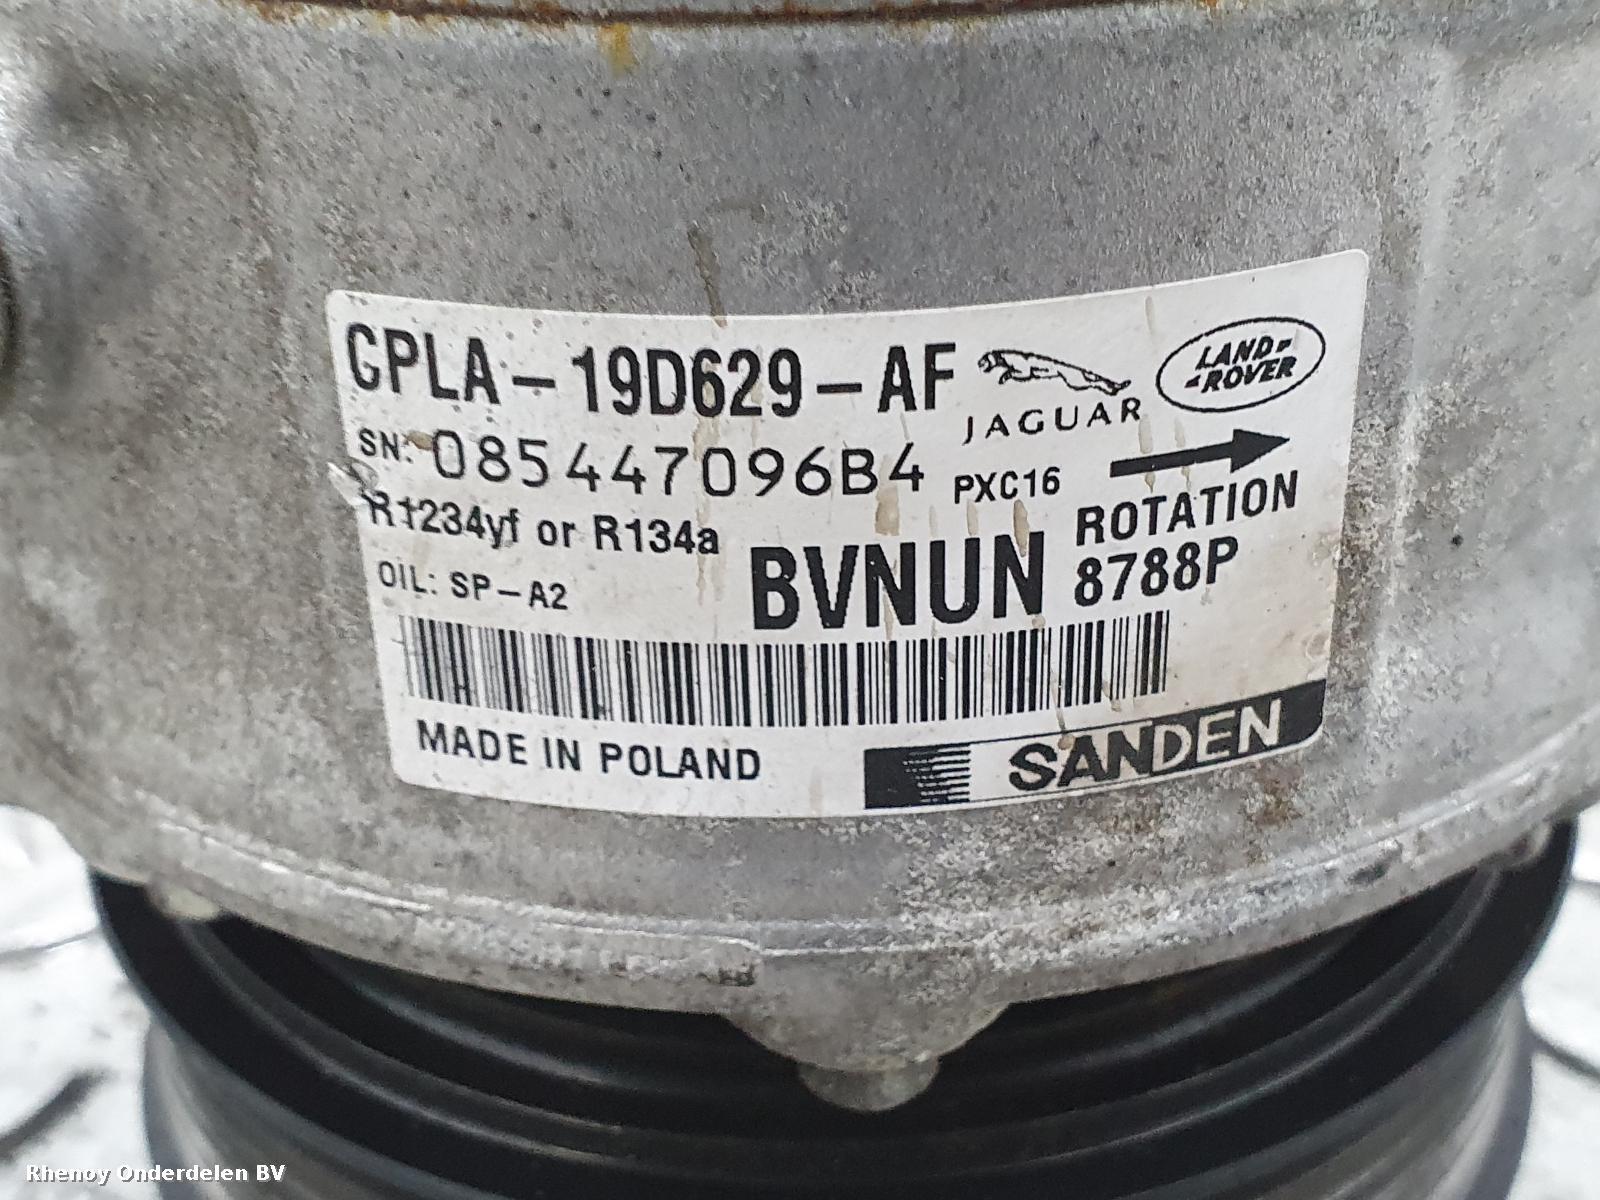 GPLA-19D629-AF
JAGUAR
LAND-
-ROVER
SN: 085447096B4
PXC16
R1234yf or R134a
ROTATION
OIL: SP-A2
BVNUN
8788P
MADE IN POLAND
SANDEN
Rhenoy Onderdelen BV